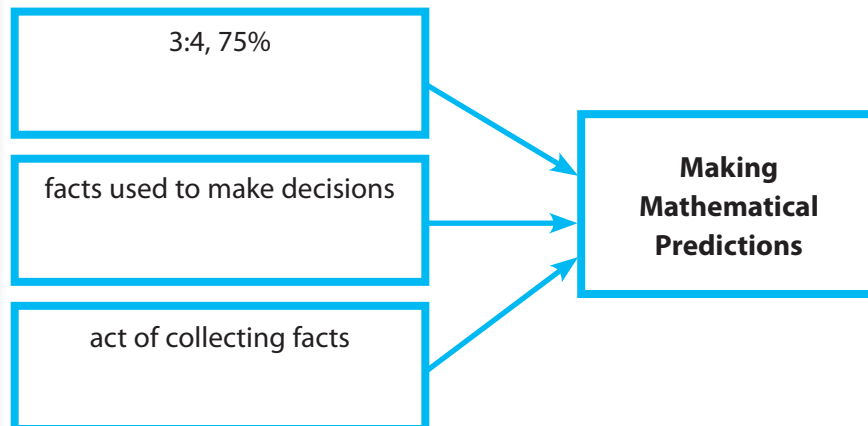 3:4, 75%
facts used to make decisions
act of collecting facts
Making
Mathematical
Predictions